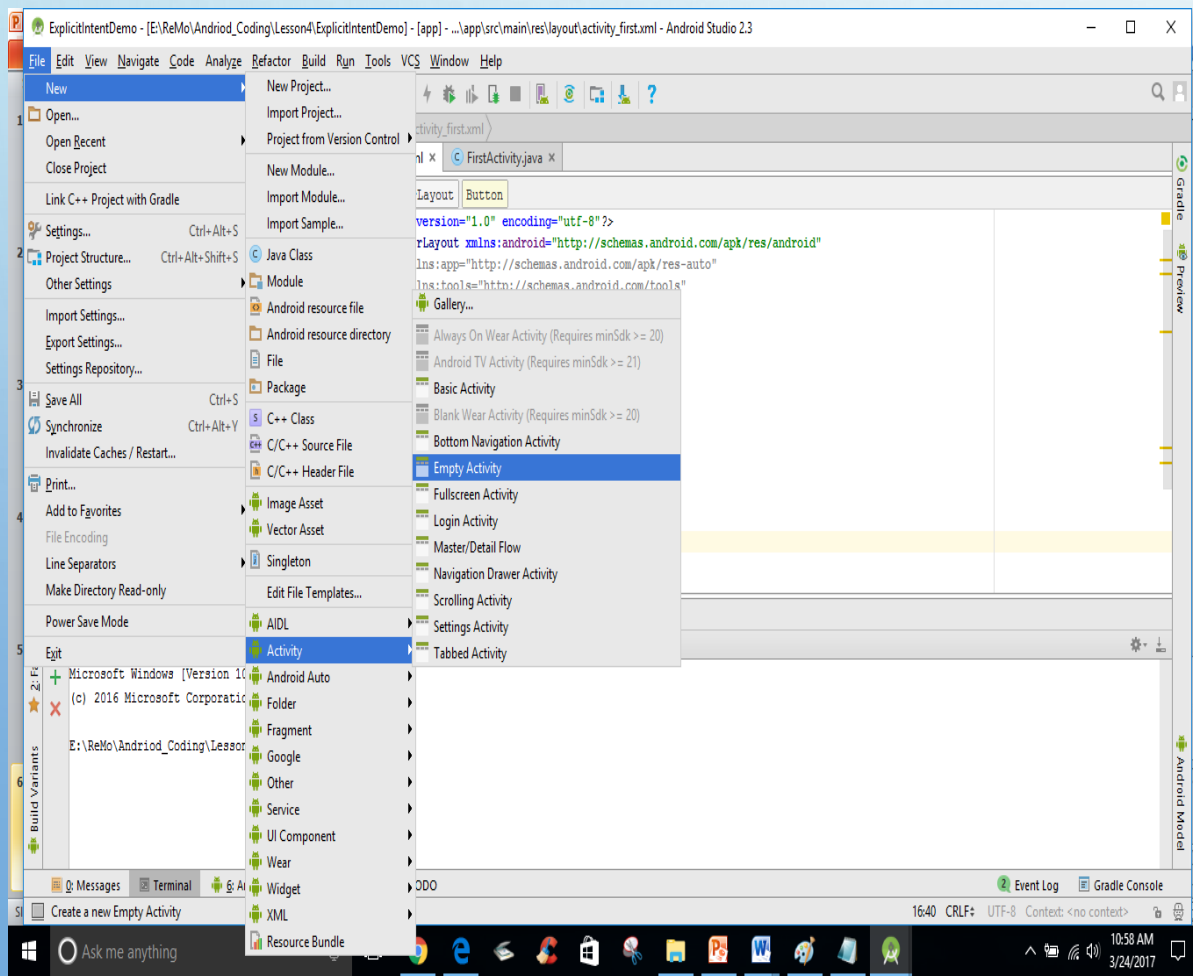 ExplicitIntentDemo - [E:\ReMo\Andriod_Coding\Lesson4\ExplicitIntentDemo] - [app] - ...\app\src\main\res\layout\activity_first.xml - Android Studio 2.3
File Edit View Navigate Code Analyze Refactor Build Run Tools VCS Window Help
New
Open...
Open Recent
Close Project
Link C++ Project with Gradle
Settings... Ctrl+Alt+S
Project Structure... Ctrl+Alt+Shift+S
Other Settings
Import Settings...
Export Settings...
Settings Repository...
Save All Ctrl+S
Synchronize Ctrl+Alt+Y
Invalidate Caches / Restart...
Print...
Add to Favorites
File Encoding
Line Separators
Make Directory Read-only
Power Save Mode
Exit
New Project...
Import Project...
Project from Version Control
New Module...
Import Module...
Import Sample...
Java Class
Module
Android resource file
Android resource directory
File
Package
C++ Class
C/C++ Source File
C/C++ Header File
Image Asset
Vector Asset
Singleton
Edit File Templates...
AIDL
Activity
Android Auto
Folder
Fragment
Google
Other
Service
UI Component
Wear
Widget
XML
Resource Bundle
Gallery...
Always On Wear Activity (Requires minSdk >= 20)
Android TV Activity (Requires minSdk >= 21)
Basic Activity
Blank Wear Activity (Requires minSdk >= 20)
Bottom Navigation Activity
Empty Activity
Fullscreen Activity
Login Activity
Master/Detail Flow
Navigation Drawer Activity
Scrolling Activity
Settings Activity
Tabbed Activity
ctivity_first.xml
ml FirstActivity.java
Layout Button
version="1.0" encoding="utf-8"?>
rLayout xmlns:android="http://schemas.android.com/apk/res/android"
lns:app="http://schemas.android.com/apk/res-auto"
lns:tools="http://schemas.android.com/tools"
Gradle
Preview
Android Model
1
2
3
4
5
6
2: Fa
Build Variants
Microsoft Windows [Version 10
(c) 2016 Microsoft Corporatio
E:\ReMo\Andriod_Coding\Lesson
0: Messages Terminal 6: A ODO 2 Event Log Gradle Console
Sl Create a new Empty Activity 16:40 CRLF UTF-8 Context: <no context>
Ask me anything
10:58 AM
3/24/2017